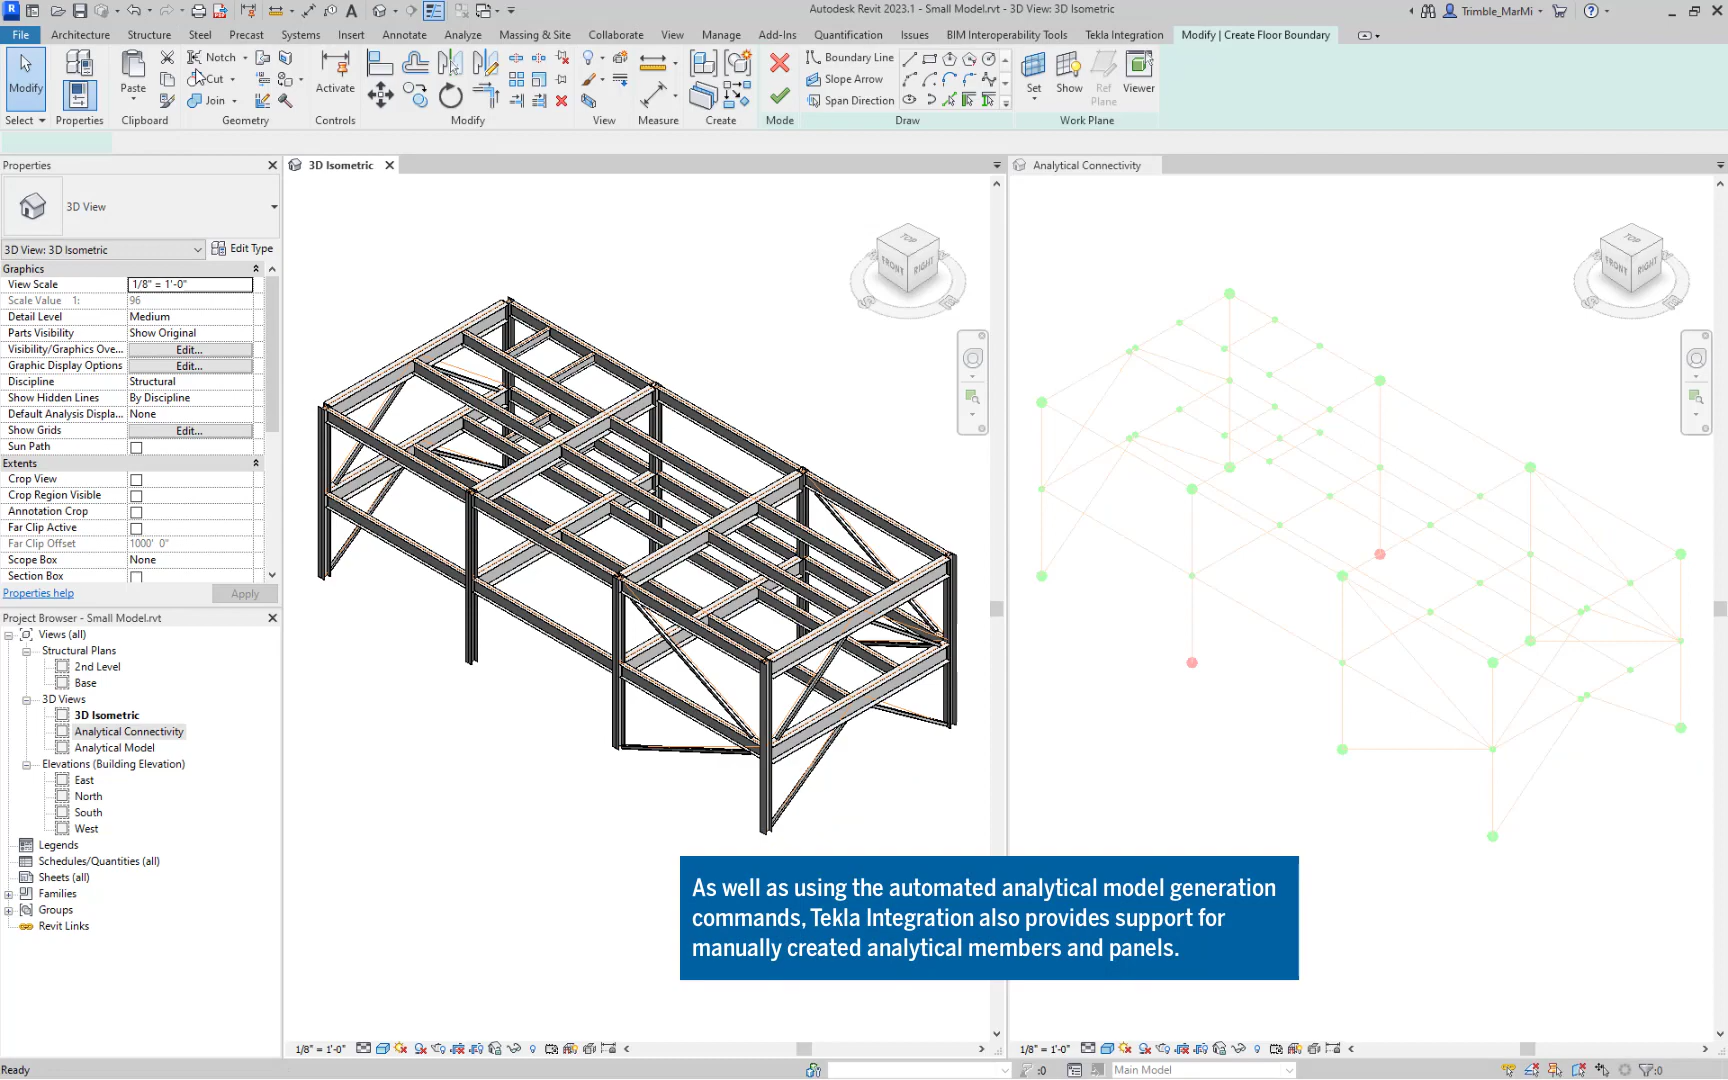 Autodesk Revit 2023.1 - Small Model.rvt - 3D View: 3D Isometric
Trimble_MarMi
File Architecture Structure Steel Precast Systems Insert Annotate Analyze Massing & Site Collaborate View Manage Add-Ins Quantification Issues BIM Interoperability Tools Tekla Integration Modify | Create Floor Boundary
Modify
Select
Properties
Paste
Clipboard
Notch
Cut
Join
Geometry
Activate
Controls
Modify
View
Measure
Create
Mode
Boundary Line
Slope Arrow
Span Direction
Draw
Set
Show
Ref
Plane
Viewer
Work Plane
Properties
3D View
3D View: 3D Isometric
Edit Type
Graphics
View Scale 1/8" = 1'-0"
Scale Value 1: 96
Detail Level Medium
Parts Visibility Show Original
Visibility/Graphics Ove... Edit...
Graphic Display Options Edit...
Discipline Structural
Show Hidden Lines By Discipline
Default Analysis Displa... None
Show Grids Edit...
Sun Path
Extents
Crop View
Crop Region Visible
Annotation Crop
Far Clip Active
Far Clip Offset 1000' 0"
Scope Box None
Section Box
Properties help Apply
Project Browser - Small Model.rvt
Views (all)
Structural Plans
2nd Level
Base
3D Views
3D Isometric
Analytical Connectivity
Analytical Model
Elevations (Building Elevation)
East
North
South
West
Legends
Schedules/Quantities (all)
Sheets (all)
Families
Groups
Revit Links
3D Isometric
TOP
FRONT RIGHT
Analytical Connectivity
TOP
FRONT RIGHT
As well as using the automated analytical model generation
commands, Tekla Integration also provides support for
manually created analytical members and panels.
1/8" = 1'-0"
1/8" = 1'-0"
Ready
:0
Main Model
:0